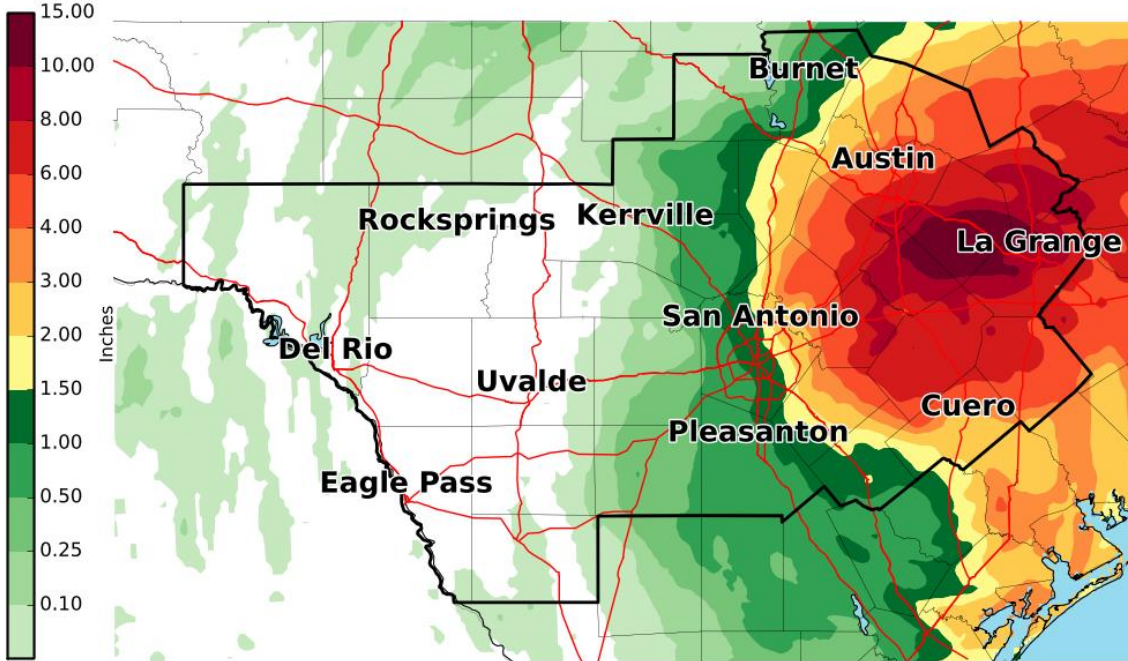 15.00
10.00
8.00
6.00
4.00
3.00
2.00
1.50
1.00
0.50
0.25
0.10
Inches
Burnet
Austin
Rocksprings
Kerrville
La Grange
San Antonio
Del Rio
Uvalde
Cuero
Pleasanton
Eagle Pass